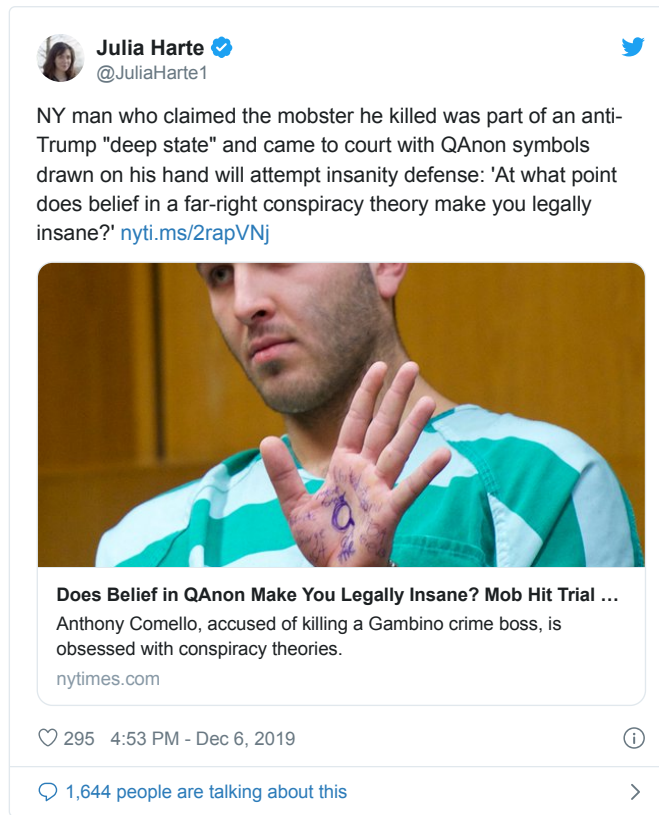 Julia Harte
@JuliaHarte1
NY man who claimed the mobster he killed was part of an anti-
Trump "deep state" and came to court with QAnon symbols
drawn on his hand will attempt insanity defense: 'At what point
does belief in a far-right conspiracy theory make you legally
insane?' nyti.ms/2rapVNj
Q
Does Belief in QAnon Make You Legally Insane? Mob Hit Trial …
Anthony Comello, accused of killing a Gambino crime boss, is
obsessed with conspiracy theories.
nytimes.com
295 4:53 PM - Dec 6, 2019
1,644 people are talking about this